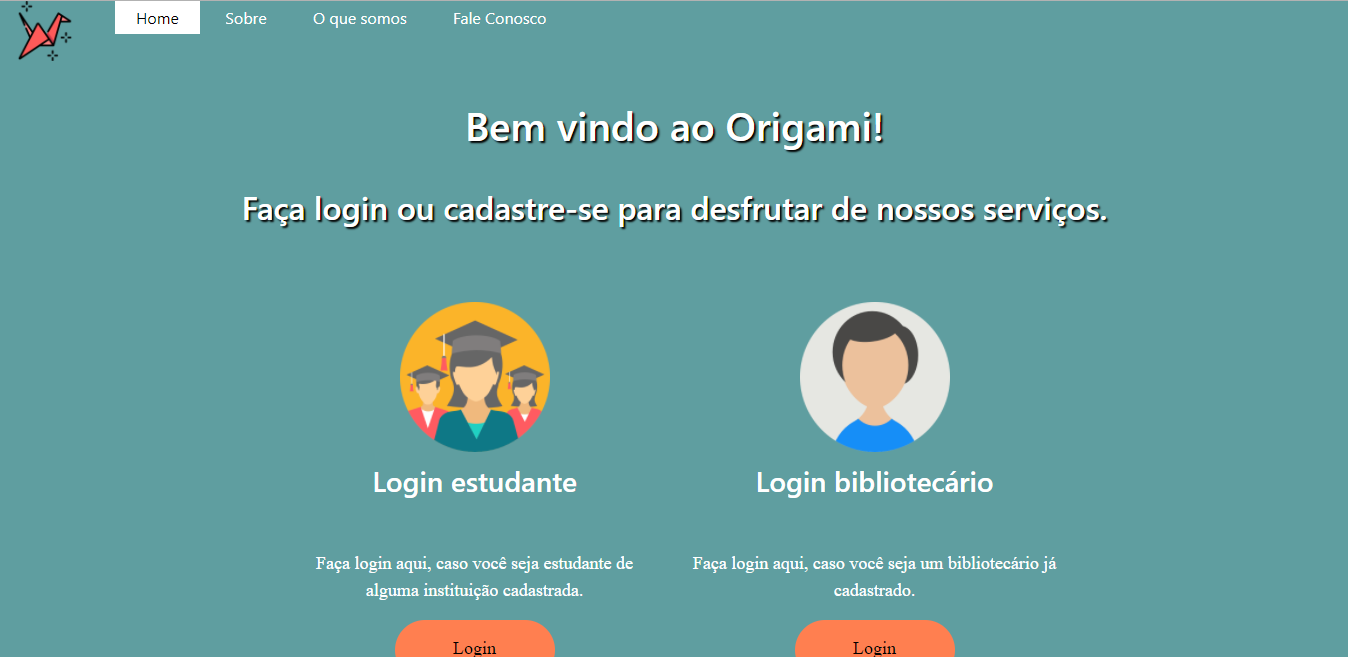 Home Sobre O que somos Fale Conosco
Bem vindo ao Origami!
Faça login ou cadastre-se para desfrutar de nossos serviços.
Login estudante
Login bibliotecário
Faça login aqui, caso você seja estudante de
alguma instituição cadastrada.
Faça login aqui, caso você seja um bibliotecário já
cadastrado.
Login
Login